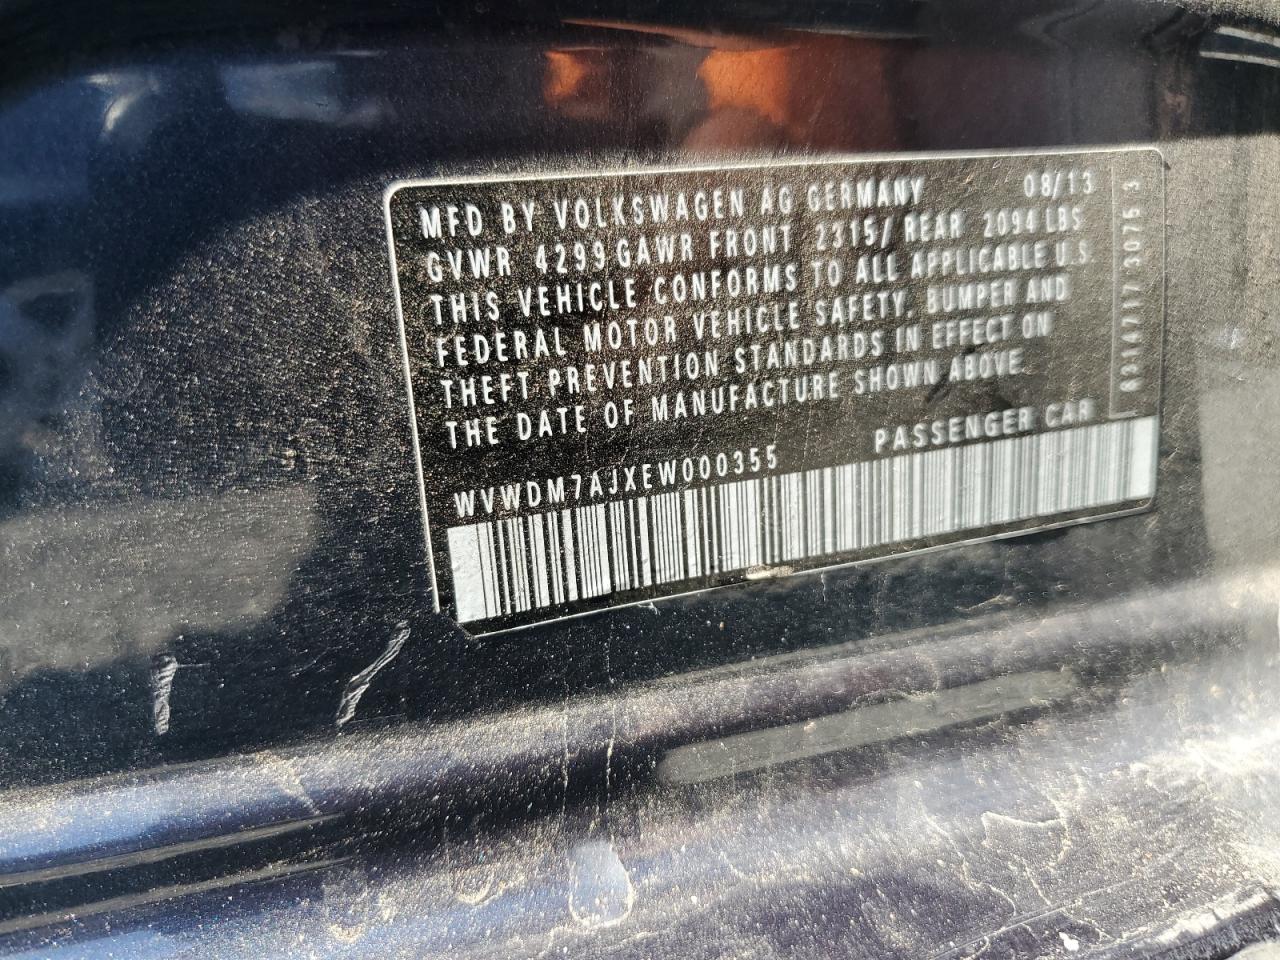 MFD BY VOLKSWAGEN AG GERMANY 08/13
GVWR 4299 GAWR FRONT 2315/ REAR 2094 LBS
THIS VEHICLE CONFORMS TO ALL APPLICABLE U.S.
FEDERAL MOTOR VEHICLE SAFETY, BUMPER AND
THEFT PREVENTION STANDARDS IN EFFECT ON
THE DATE OF MANUFACTURE SHOWN ABOVE.
WVWDM7AJXEW000355 PASSENGER CAR